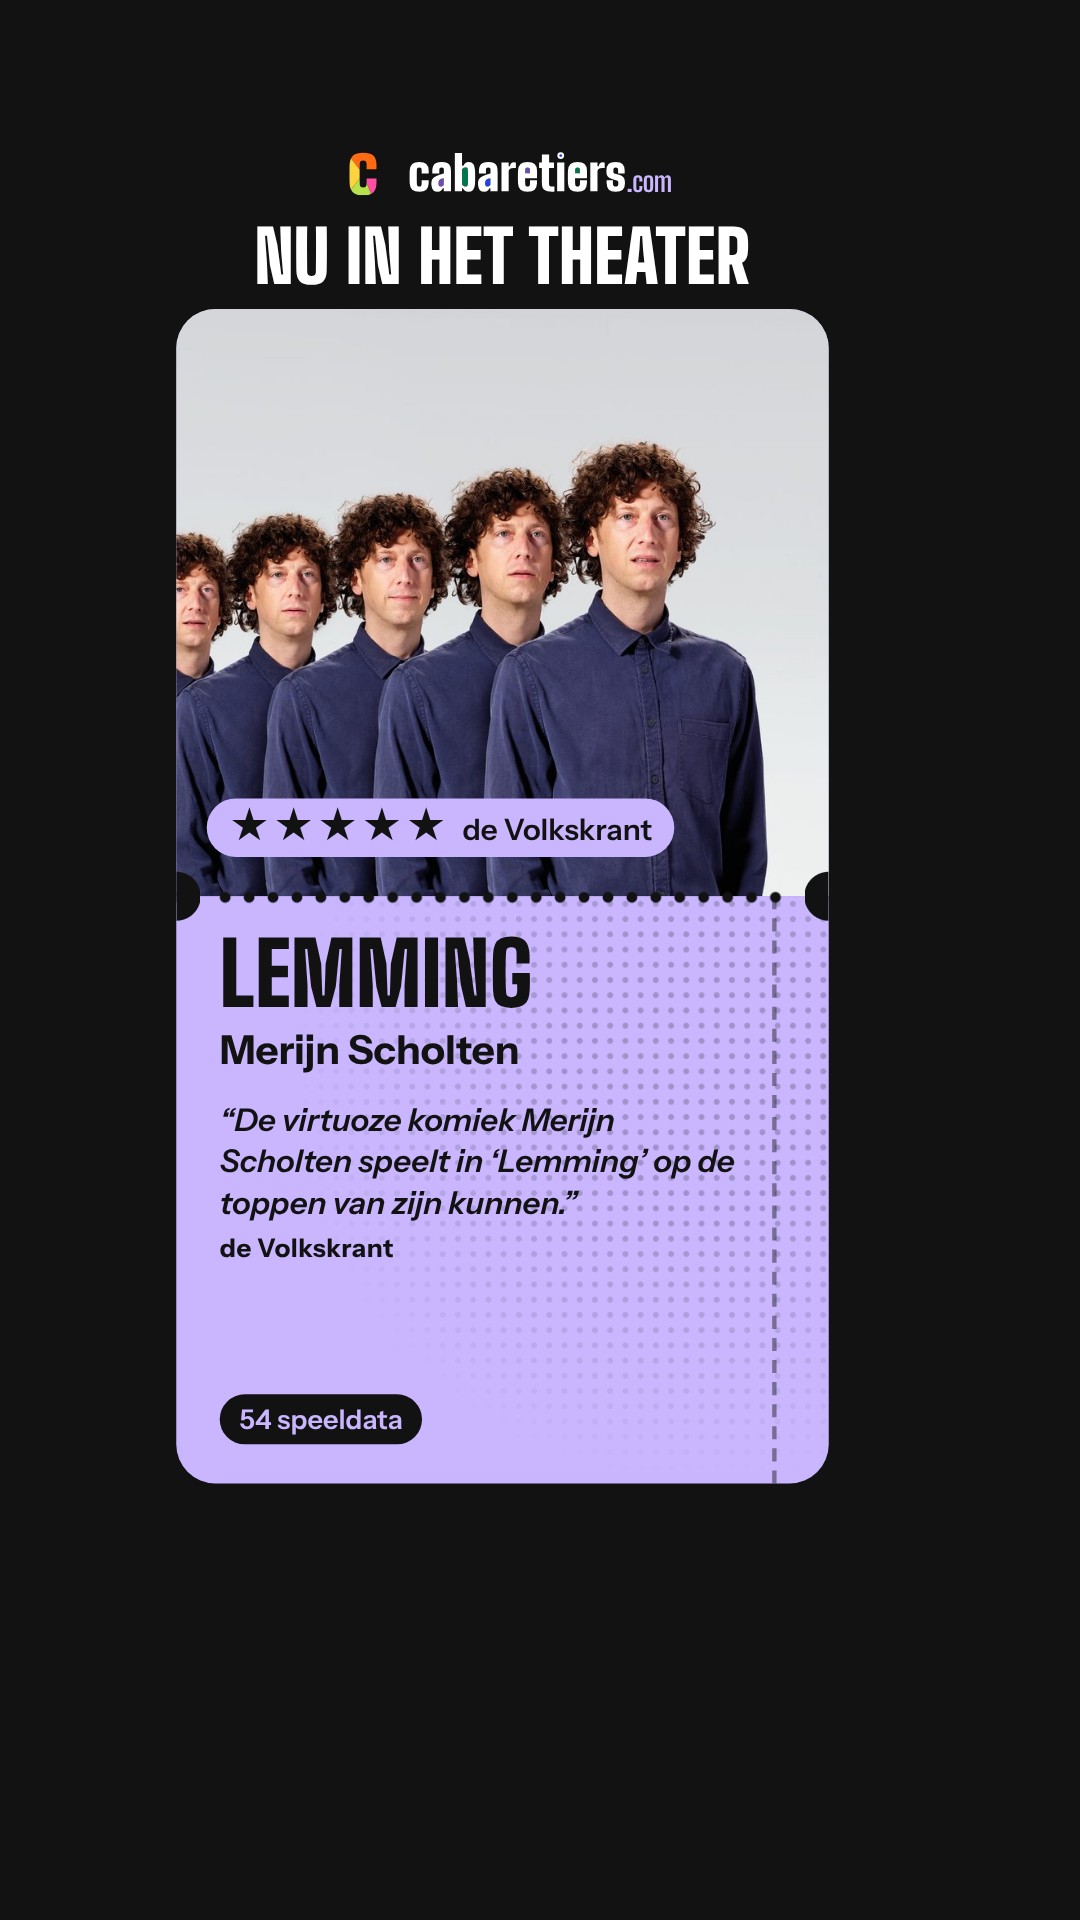 C cabaretiers.com
NU IN HET THEATER
★★★★★ de Volkskrant
LEMMING
Merijn Scholten
“De virtuoze komiek Merijn
Scholten speelt in ‘Lemming’ op de
toppen van zijn kunnen.”
de Volkskrant
54 speeldata